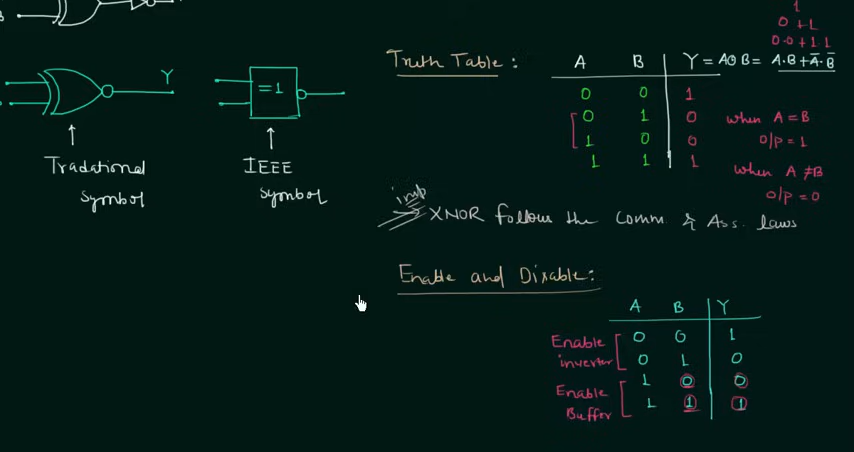 B
1
0 + 1
0.0 + 1.1
Truth Table :
A B Y = A⊙B = A.B + A̅.B̅
0 0 1
0 1 0
1 0 0
1 1 1
when A = B
o/p = 1
when A ≠ B
o/p = 0
Y
= 1
Tradational
symbol
IEEE
symbol
imp
XNOR follows the comm. & Ass. laws
Enable and Disable:
A B Y
0 0 1
0 1 0
1 0 0
1 1 1
Enable
inverter
Enable
Buffer